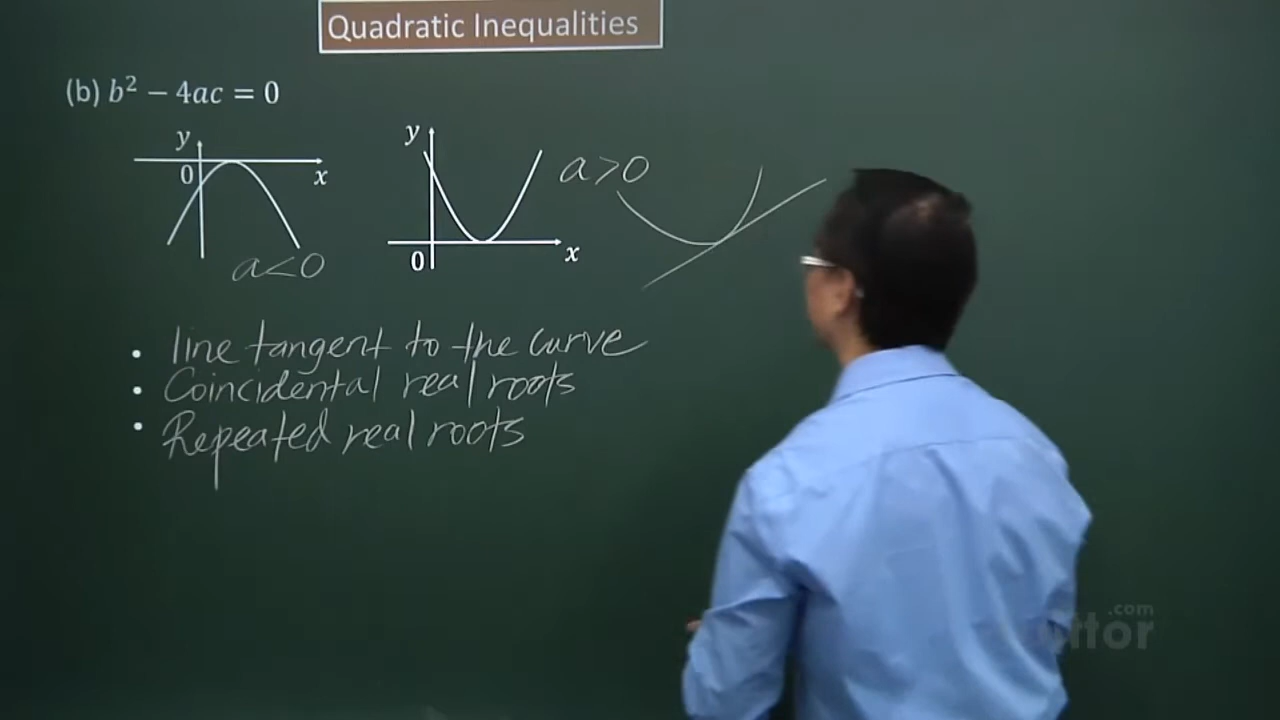 Quadratic Inequalities
(b) b² − 4ac = 0
y
0
x
a<0
y
0
x
a>0
• line tangent to the curve
• Coincidental real roots
• Repeated real roots
.com